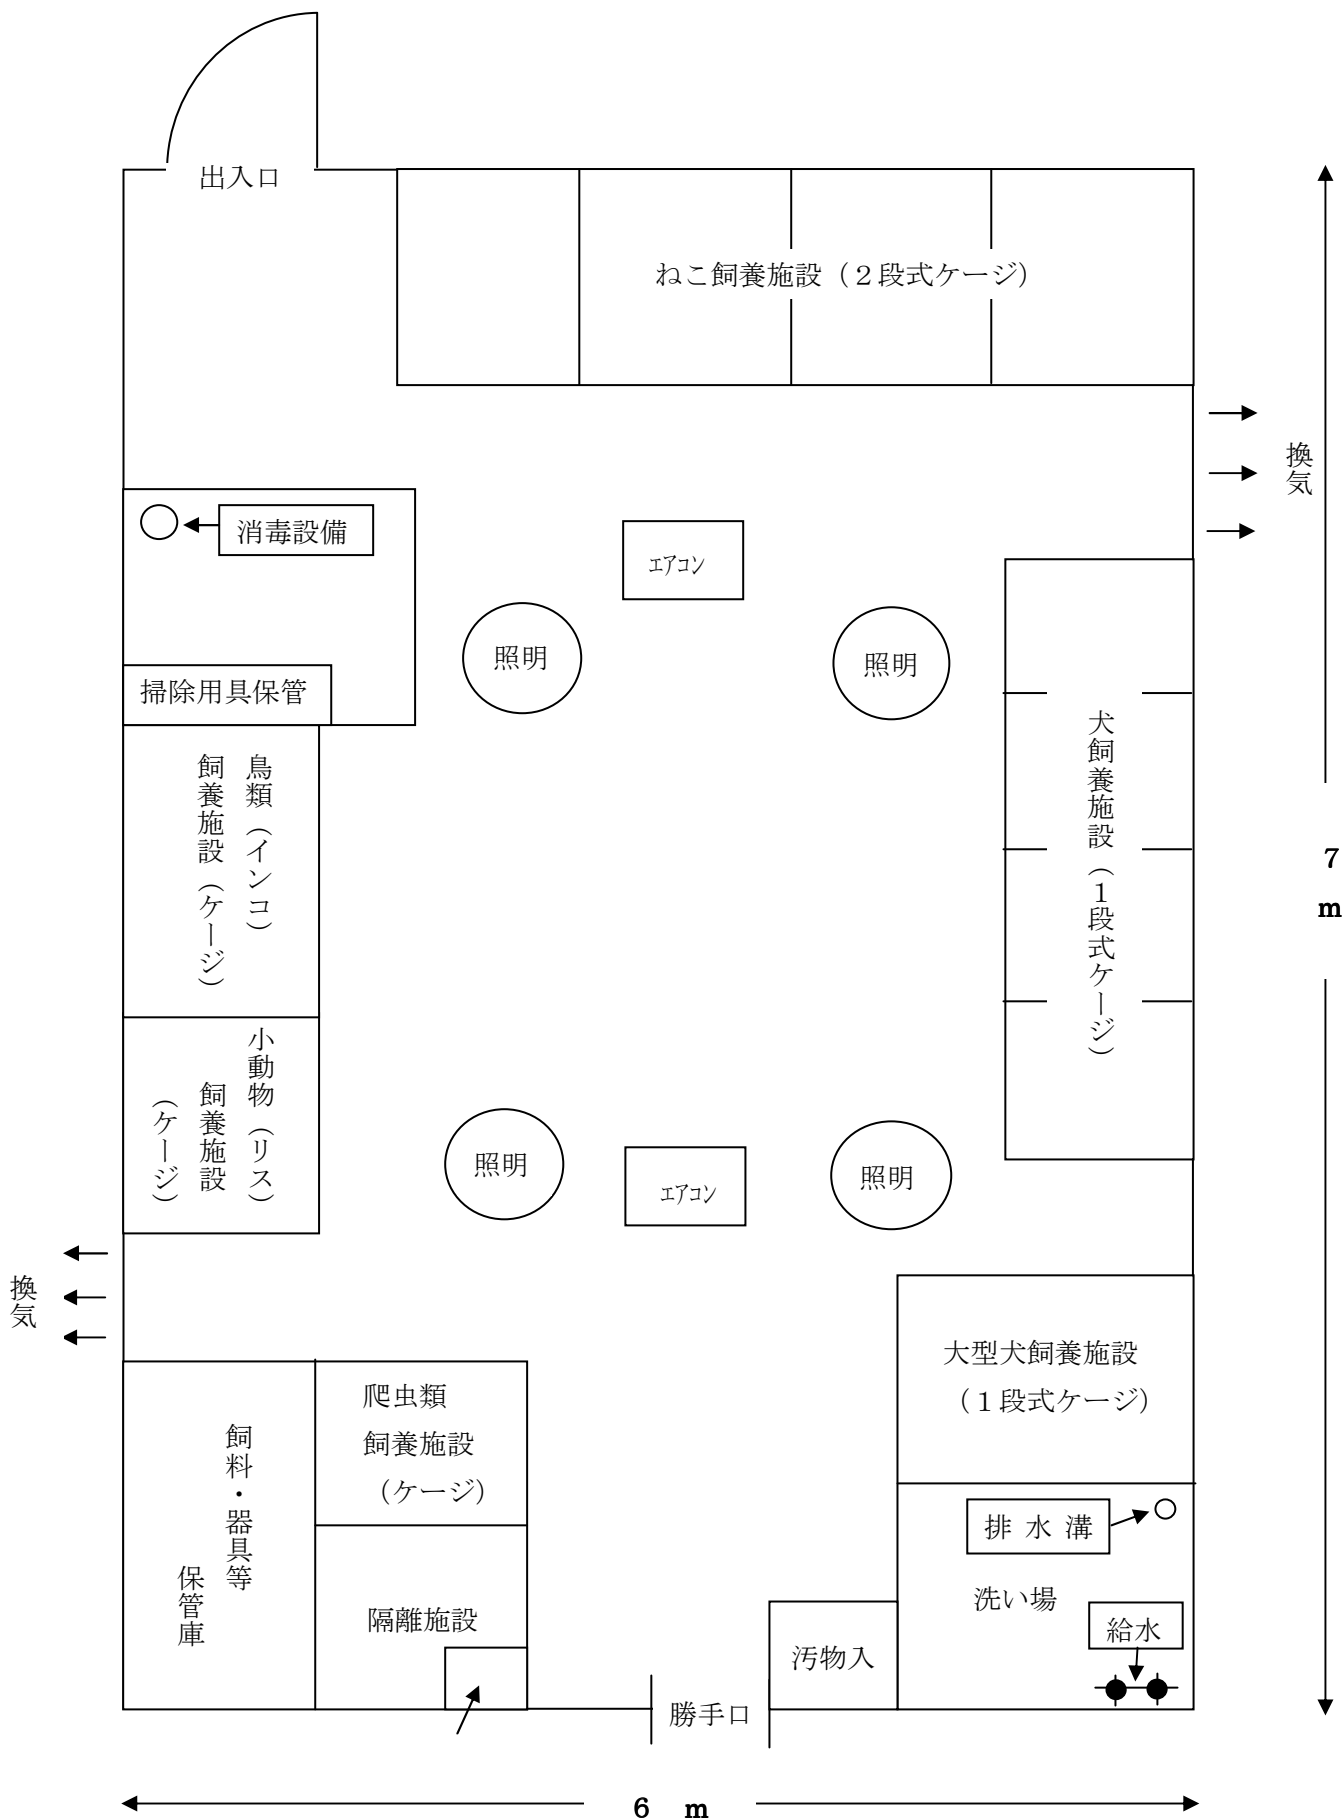 出入口
ねこ飼養施設（２段式ケージ）
換気
消毒設備
エアコン
照明
照明
掃除用具保管
犬飼養施設（１段式ケージ）
鳥類（インコ）
飼養施設（ケージ）
７
ｍ
小動物（リス）
飼養施設
（ケージ）
照明
エアコン
照明
換気
大型犬飼養施設
（１段式ケージ）
爬虫類
飼養施設
（ケージ）
飼料・器具等
保管庫
排水溝
洗い場
隔離施設
給水
汚物入
勝手口
６　ｍ